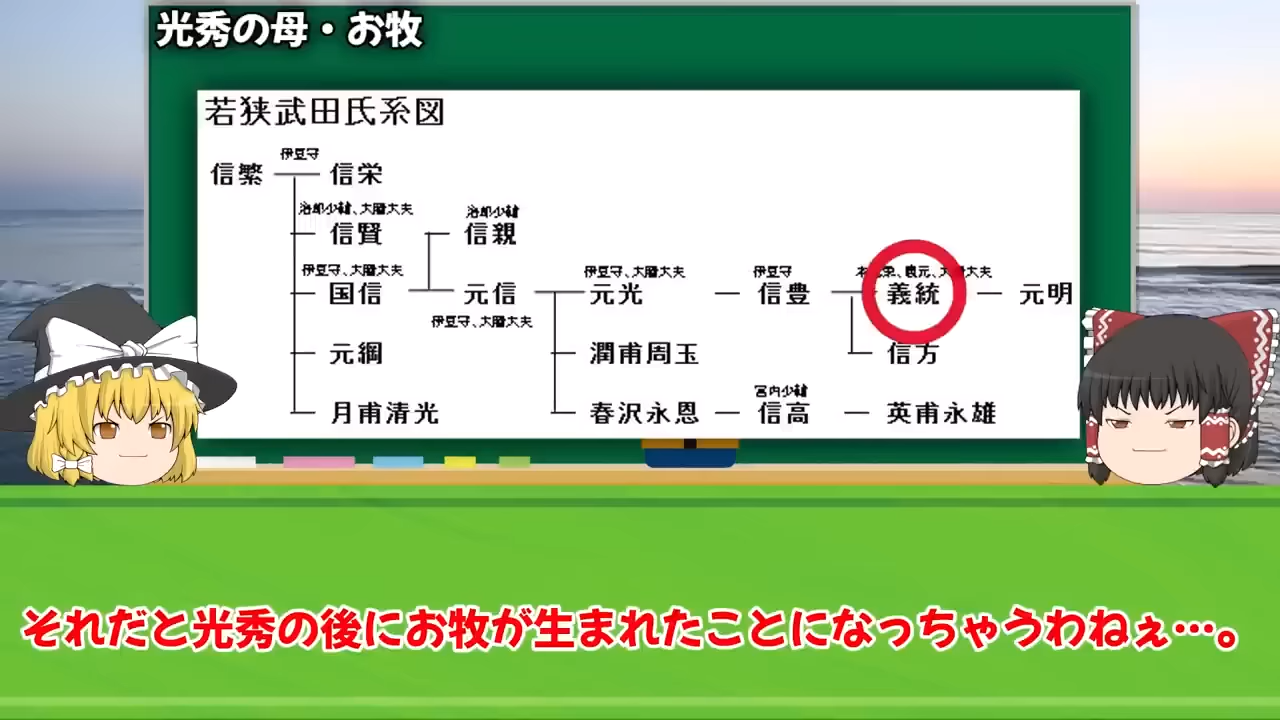 光秀の母・お牧
若狭武田氏系図
伊豆守
信繁 信栄
治部少輔、大膳大夫 治部少輔
信賢 信親
伊豆守、大膳大夫 伊豆守、大膳大夫 伊豆守
国信 元信 元光 信豊 義統 元明
伊豆守、大膳大夫
元綱 潤甫周玉 信方
宮内少輔
月甫清光 春沢永恩 信高 英甫永雄
それだと光秀の後にお牧が生まれたことになっちゃうわねぇ…。